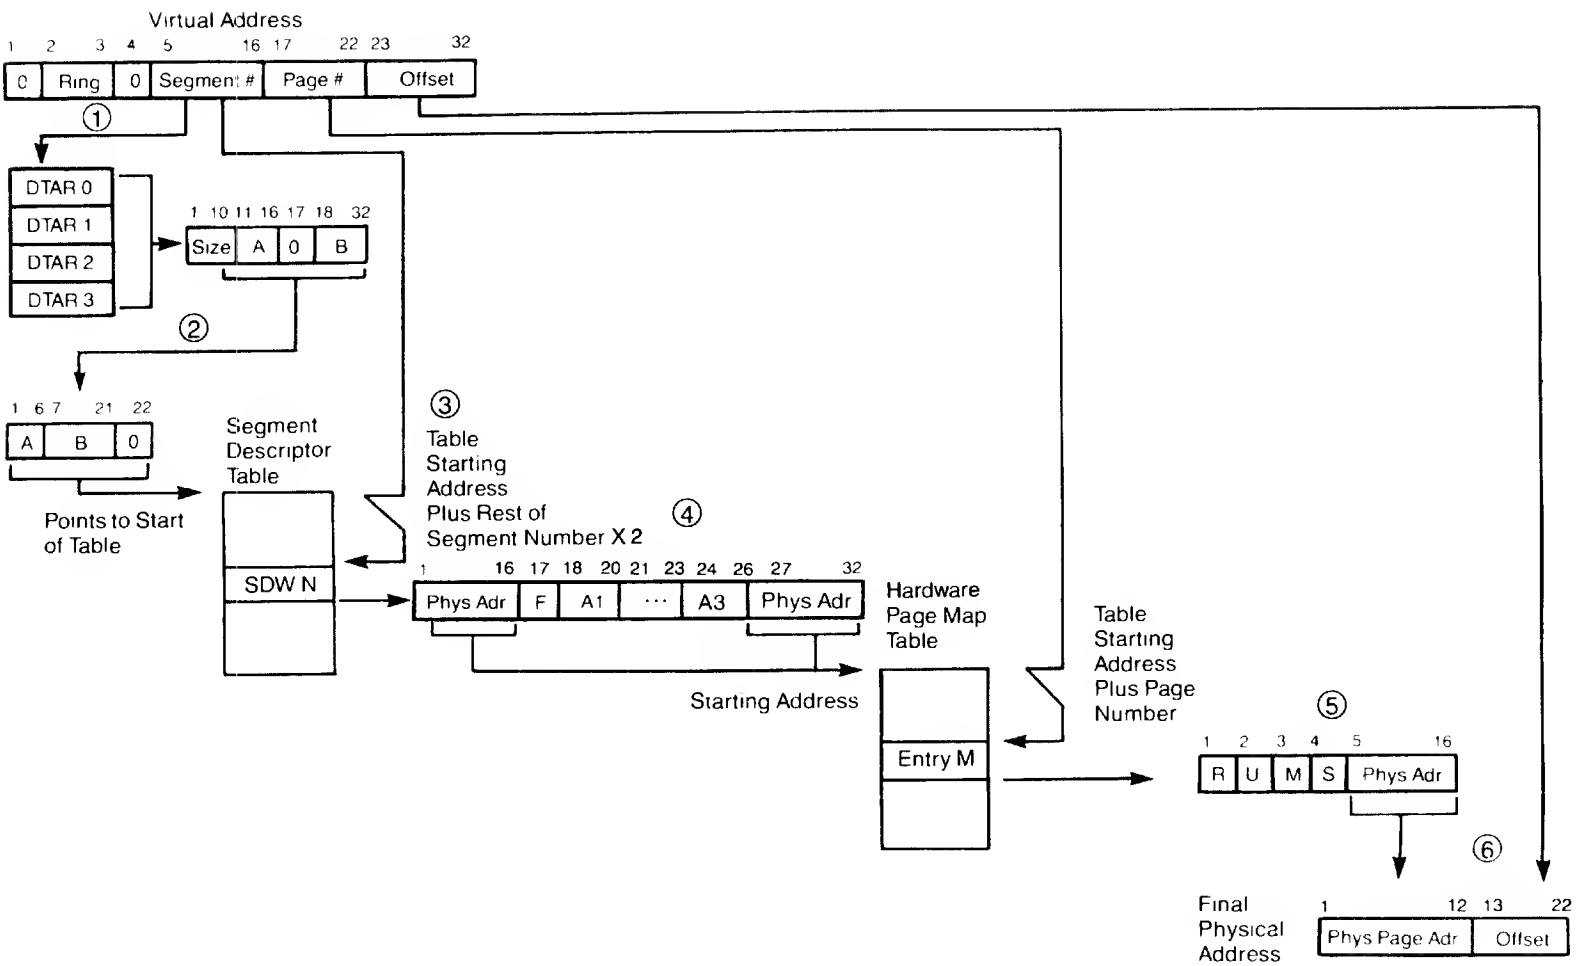 Virtual Address
1 2 3 4 5 16 17 22 23 32
0 Ring 0 Segment # Page # Offset
①
DTAR 0
DTAR 1
DTAR 2
DTAR 3
1 10 11 16 17 18 32
Size A 0 B
②
1 6 7 21 22
A B 0
Points to Start
of Table
Segment
Descriptor
Table
SDW N
③
Table
Starting
Address
Plus Rest of
Segment Number X 2
④
1 16 17 18 20 21 23 24 26 27 32
Phys Adr F A1 ... A3 Phys Adr
Starting Address
Hardware
Page Map
Table
Entry M
Table
Starting
Address
Plus Page
Number
⑤
1 2 3 4 5 16
R U M S Phys Adr
⑥
Final
Physical
Address
1 12 13 22
Phys Page Adr Offset